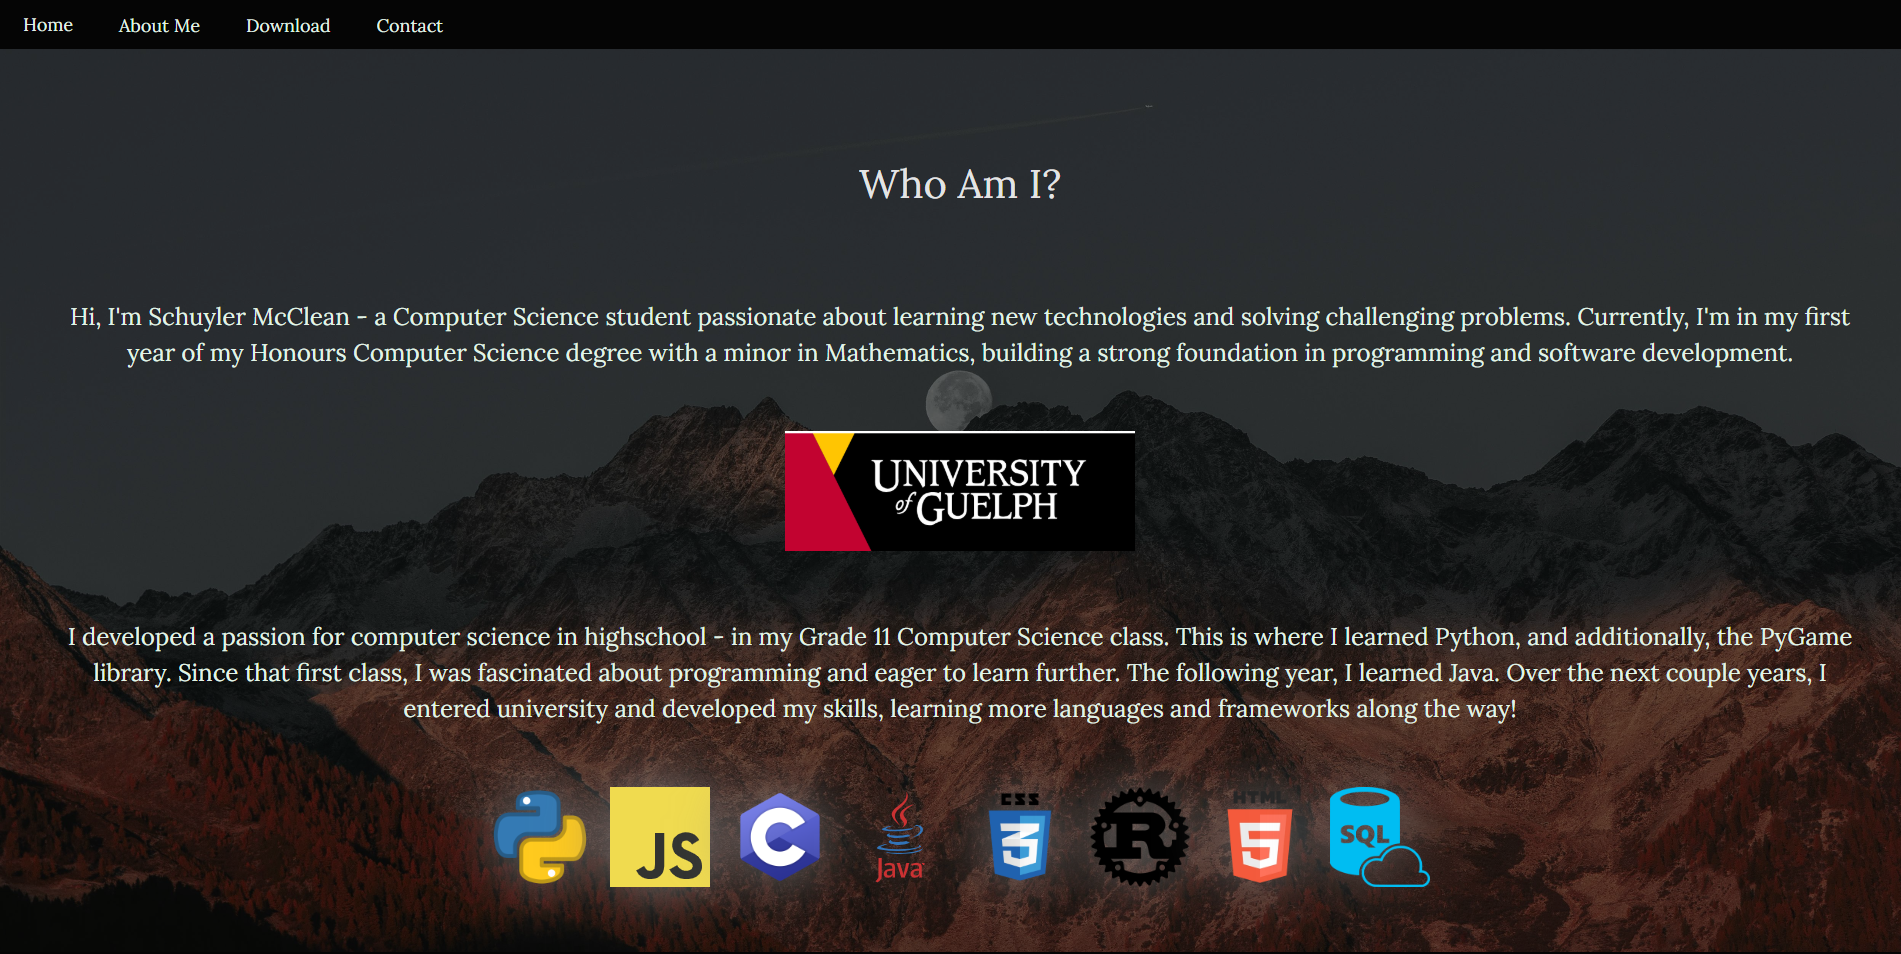 Home About Me Download Contact
Who Am I?
Hi, I'm Schuyler McClean - a Computer Science student passionate about learning new technologies and solving challenging problems. Currently, I'm in my first
year of my Honours Computer Science degree with a minor in Mathematics, building a strong foundation in programming and software development.
UNIVERSITY
of GUELPH
I developed a passion for computer science in highschool - in my Grade 11 Computer Science class. This is where I learned Python, and additionally, the PyGame
library. Since that first class, I was fascinated about programming and eager to learn further. The following year, I learned Java. Over the next couple years, I
entered university and developed my skills, learning more languages and frameworks along the way!
JS C Java CSS 3 R HTML 5 SQL